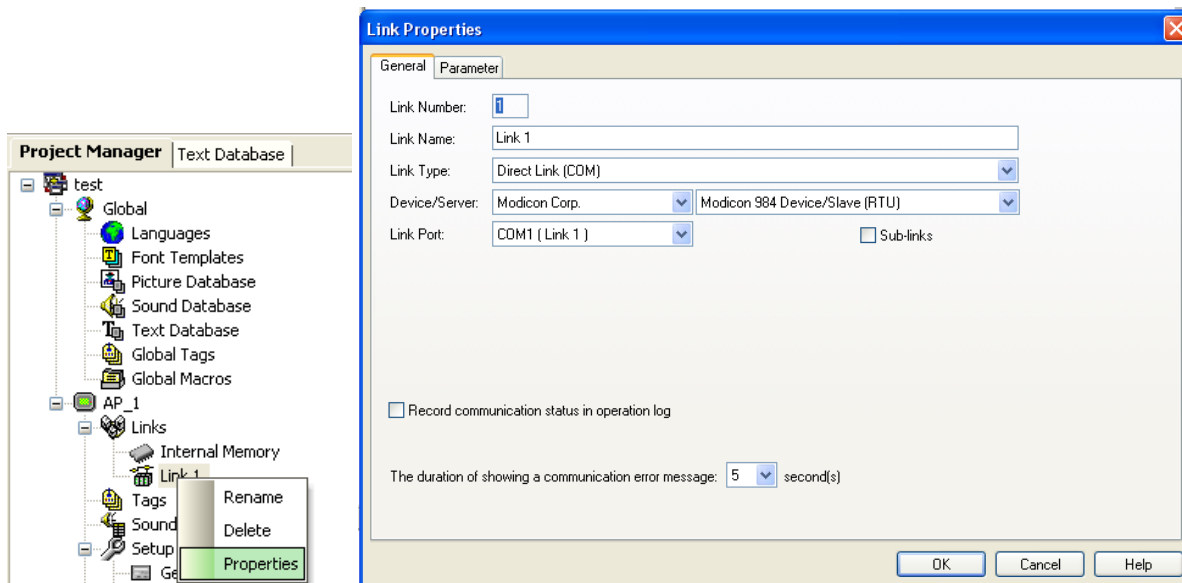 Project Manager Text Database
test
Global
Languages
Font Templates
Picture Database
Sound Database
Text Database
Global Tags
Global Macros
AP_1
Links
Internal Memory
Link 1
Tags
Sound
Setup
Ge
Rename
Delete
Properties
Link Properties
General Parameter
Link Number: 1
Link Name: Link 1
Link Type: Direct Link (COM)
Device/Server: Modicon Corp. Modicon 984 Device/Slave (RTU)
Link Port: COM1 ( Link 1 ) Sub-links
Record communication status in operation log
The duration of showing a communication error message: 5 second(s)
OK Cancel Help